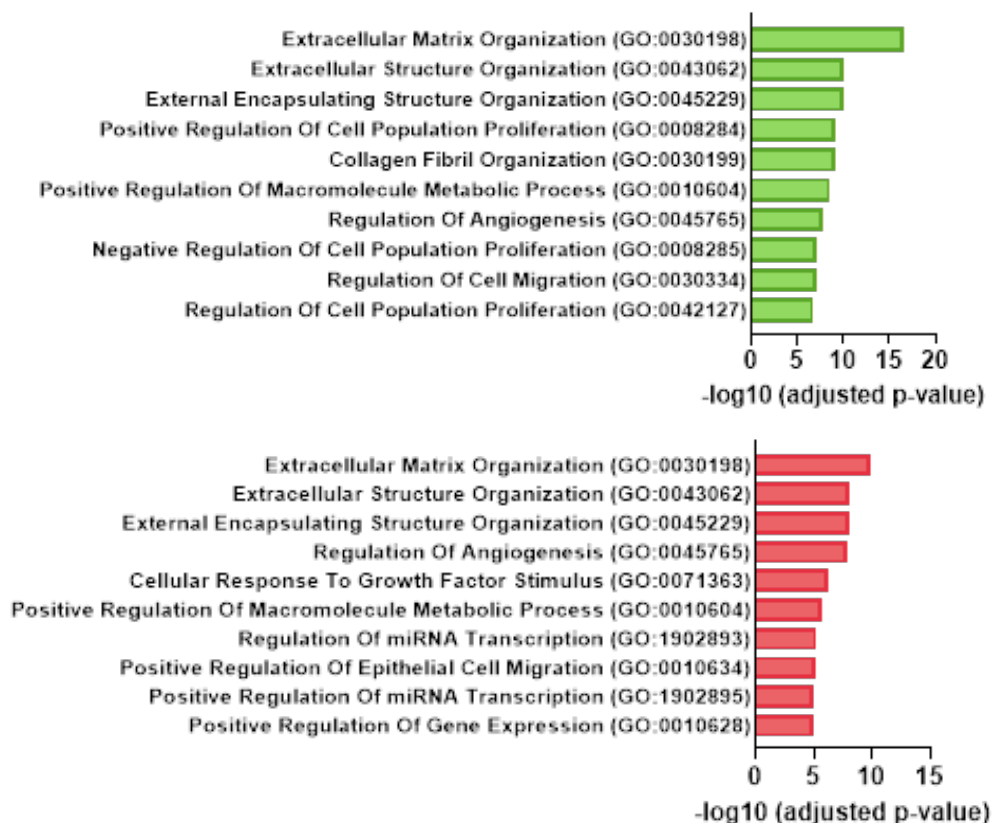 Extracellular Matrix Organization (GO:0030198)
Extracellular Structure Organization (GO:0043062)
External Encapsulating Structure Organization (GO:0045229)
Positive Regulation Of Cell Population Proliferation (GO:0008284)
Collagen Fibril Organization (GO:0030199)
Positive Regulation Of Macromolecule Metabolic Process (GO:0010604)
Regulation Of Angiogenesis (GO:0045765)
Negative Regulation Of Cell Population Proliferation (GO:0008285)
Regulation Of Cell Migration (GO:0030334)
Regulation Of Cell Population Proliferation (GO:0042127)
0 5 10 15 20
-log10 (adjusted p-value)
Extracellular Matrix Organization (GO:0030198)
Extracellular Structure Organization (GO:0043062)
External Encapsulating Structure Organization (GO:0045229)
Regulation Of Angiogenesis (GO:0045765)
Cellular Response To Growth Factor Stimulus (GO:0071363)
Positive Regulation Of Macromolecule Metabolic Process (GO:0010604)
Regulation Of miRNA Transcription (GO:1902893)
Positive Regulation Of Epithelial Cell Migration (GO:0010634)
Positive Regulation Of miRNA Transcription (GO:1902895)
Positive Regulation Of Gene Expression (GO:0010628)
0 5 10 15
-log10 (adjusted p-value)